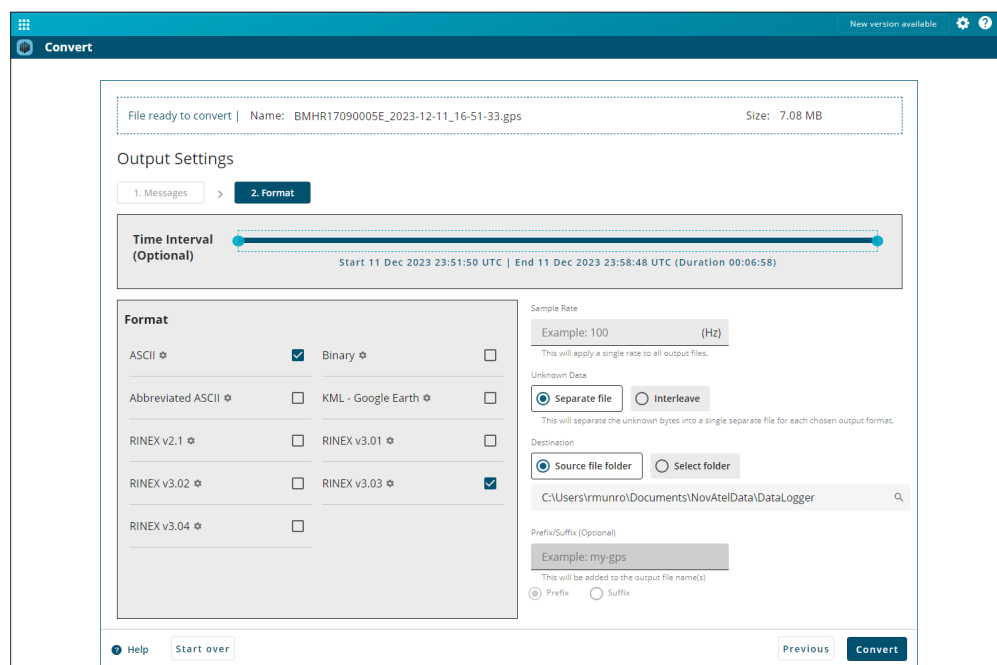 New version available
Convert
File ready to convert | Name: BMHR17090005E_2023-12-11_16-51-33.gps Size: 7.08 MB
Output Settings
1. Messages > 2. Format
Time Interval
(Optional)
Start 11 Dec 2023 23:51:50 UTC | End 11 Dec 2023 23:58:48 UTC (Duration 00:06:58)
Format
ASCII Binary
Abbreviated ASCII KML - Google Earth
RINEX v2.1 RINEX v3.01
RINEX v3.02 RINEX v3.03
RINEX v3.04
Sample Rate
Example: 100 (Hz)
This will apply a single rate to all output files.
Unknown Data
Separate file Interleave
This will separate the unknown bytes into a single separate file for each chosen output format.
Destination
Source file folder Select folder
C:\Users\rmunro\Documents\NovAtelData\DataLogger
Prefix/Suffix (Optional)
Example: my-gps
This will be added to the output file name(s)
Prefix Suffix
? Help Start over Previous Convert